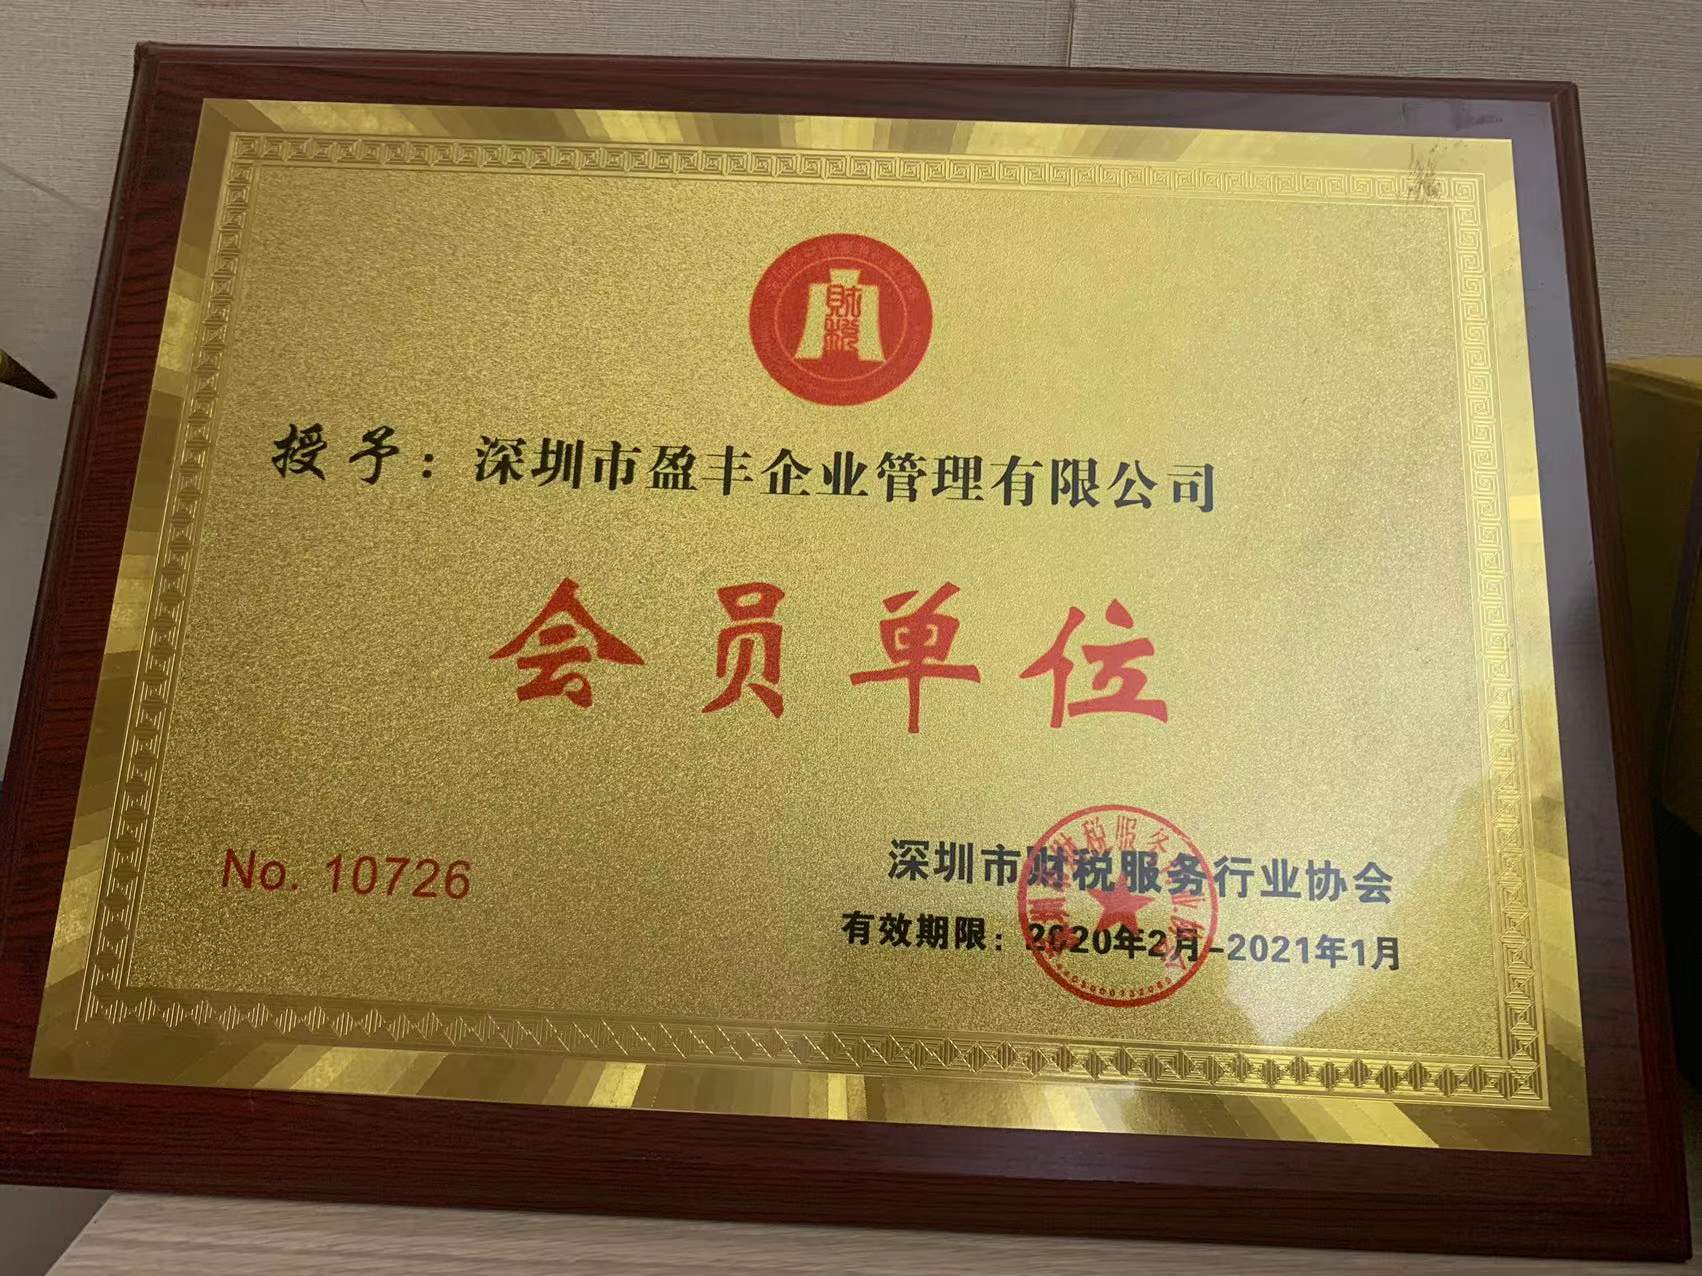 財税
授予：深圳市盈丰企业管理有限公司
会员单位
No. 10726
深圳市财税服务行业协会
有效期限：2020年2月-2021年1月